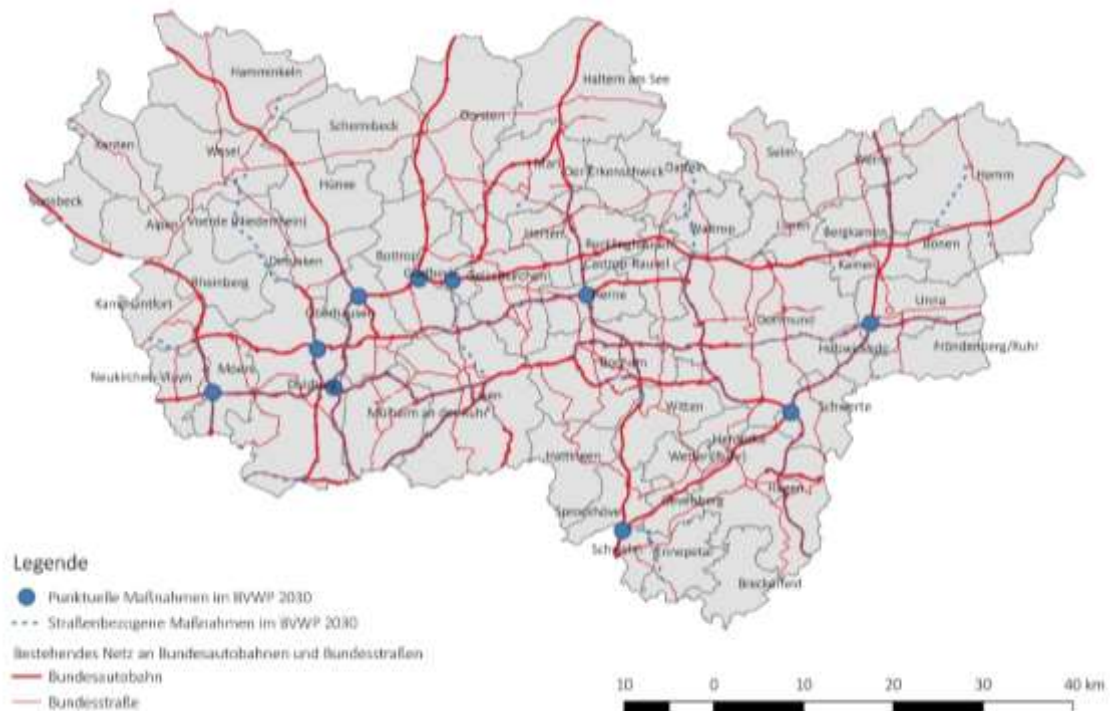 Hamminkeln
Haltern am See
Dorsten
Schermbeck
Xanten
Wesel
Selm
Werne
Marl
Oer Erkenschwick
Datteln
Hamm
Hünxe
Sonsbeck
Alpen
Voerde (Niederrhein)
Waltrop
Lünen
Bergkamen
Herten
Bönen
Recklinghausen
Bottrop
Castrop-Rauxel
Kamen
Dinslaken
Gladbeck
Gelsenkirchen
Rheinberg
Herne
Unna
Kamp-Lintfort
Oberhausen
Dortmund
Holzwickede
Fröndenberg/Ruhr
Bochum
Neukirchen-Vluyn
Moers
Duisburg
Essen
Mülheim an der Ruhr
Witten
Schwerte
Herdecke
Hattingen
Wetter (Ruhr)
Hagen
Gevelsberg
Sprockhövel
Schwelm
Ennepetal
Breckerfeld
Legende
Punktuelle Maßnahmen im BVWP 2030
Straßenbezogene Maßnahmen im BVWP 2030
Bestehendes Netz an Bundesautobahnen und Bundesstraßen
Bundesautobahn
Bundesstraße
10 0 10 20 30 40 km